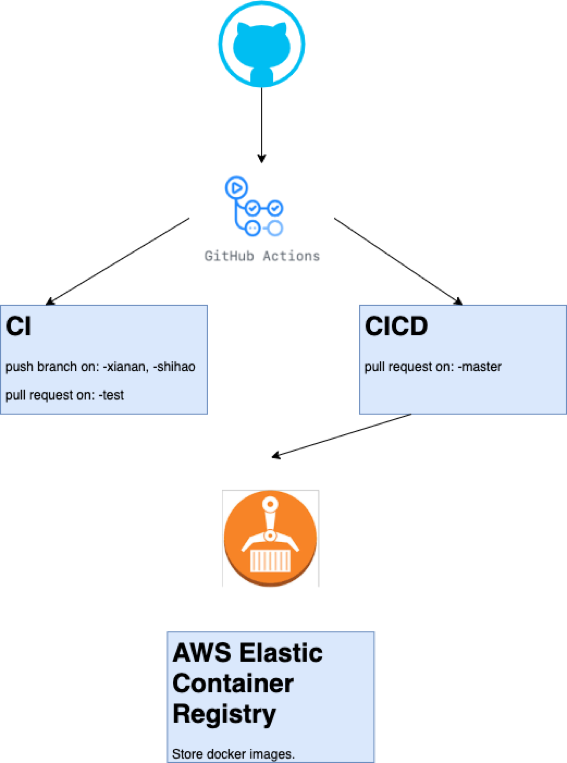 GitHub Actions
CI
push branch on: -xianan, -shihao
pull request on: -test
CICD
pull request on: -master
AWS Elastic
Container
Registry
Store docker images.